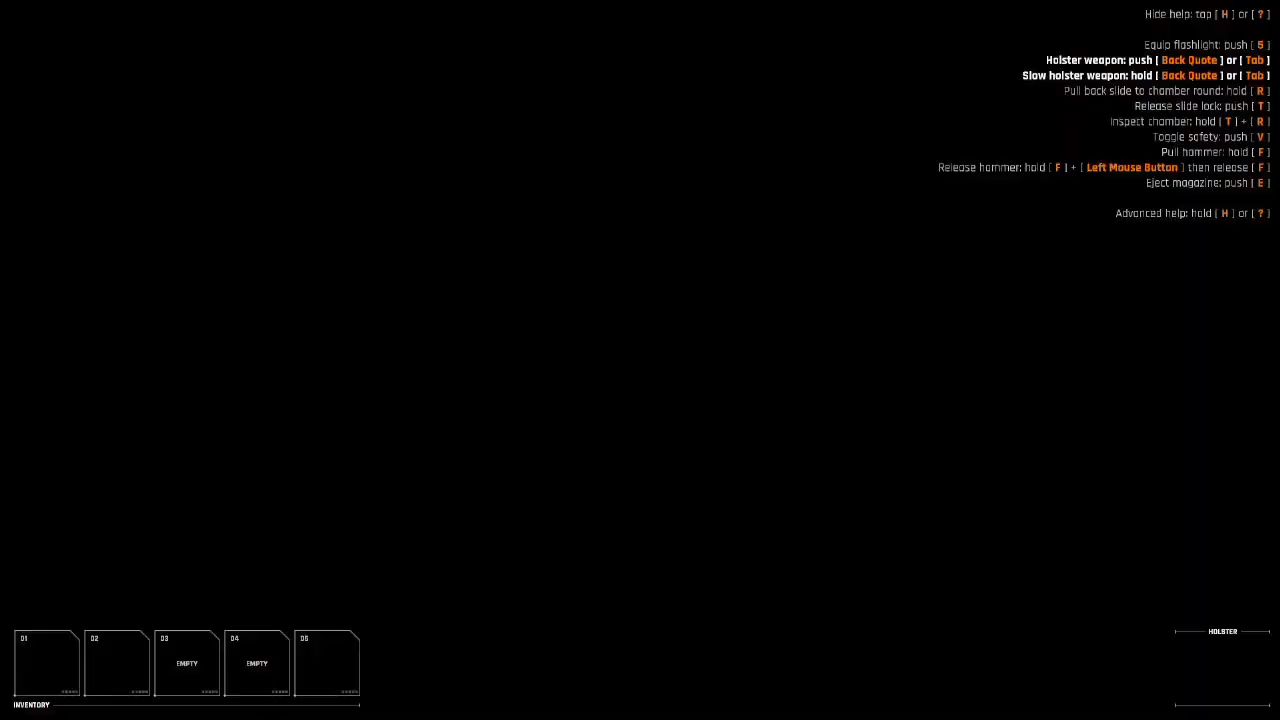 Hide help: tap [ H ] or [ ? ]
Equip flashlight: push [ 5 ]
Holster weapon: push [ Back Quote ] or [ Tab ]
Slow holster weapon: hold [ Back Quote ] or [ Tab ]
Pull back slide to chamber round: hold [ R ]
Release slide lock: push [ T ]
Inspect chamber: hold [ T ] + [ R ]
Toggle safety: push [ V ]
Pull hammer: hold [ F ]
Release hammer: hold [ F ] + [ Left Mouse Button ] then release [ F ]
Eject magazine: push [ E ]
Advanced help: hold [ H ] or [ ? ]
01 02 03 04 05
HOLSTER
EMPTY EMPTY
INVENTORY